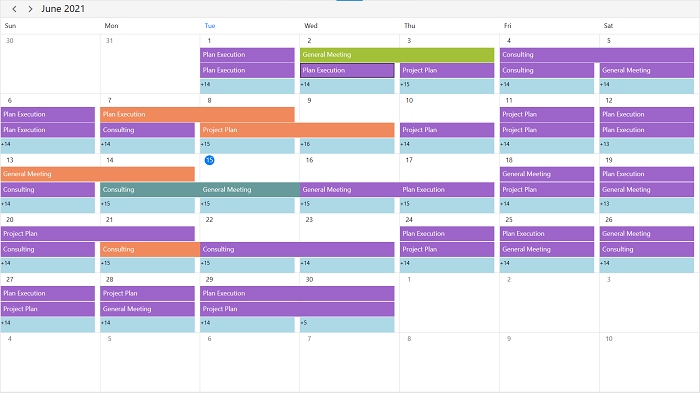 June 2021
Sun Mon Tue Wed Thu Fri Sat
30 31 1 2 3 4 5
Plan Execution General Meeting Consulting
Plan Execution Plan Execution Project Plan Consulting General Meeting
+14 +14 +15 +14 +14
6 7 8 9 10 11 12
Plan Execution Plan Execution Project Plan Plan Execution
Plan Execution Consulting Project Plan Project Plan Project Plan Plan Execution
+14 +14 +15 +16 +14 +14 +13
13 14 15 16 17 18 19
General Meeting General Meeting Plan Execution
Consulting Consulting General Meeting General Meeting Plan Execution Project Plan General Meeting
+14 +15 +15 +15 +15 +14 +13
20 21 22 23 24 25 26
Project Plan Plan Execution Plan Execution General Meeting
Consulting Consulting Consulting Project Plan General Meeting Consulting
+14 +15 +15 +14 +14 +14 +14
27 28 29 30 1 2 3
Plan Execution Project Plan Plan Execution
Project Plan General Meeting Project Plan
+14 +14 +14 +5
4 5 6 7 8 9 10